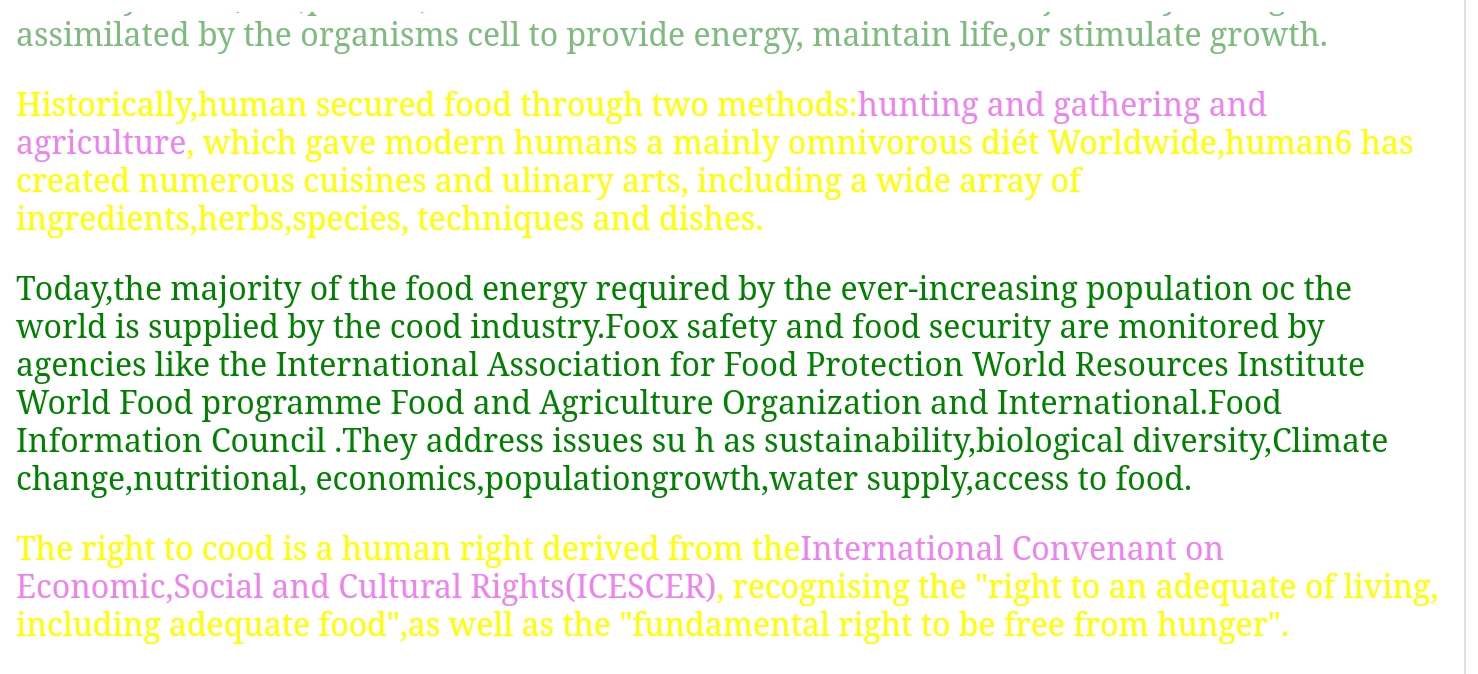 assimilated by the organisms cell to provide energy, maintain life,or stimulate growth.
Historically,human secured food through two methods:hunting and gathering and
agriculture, which gave modern humans a mainly omnivorous diét Worldwide,human6 has
created numerous cuisines and ulinary arts, including a wide array of
ingredients,herbs,species, techniques and dishes.
Today,the majority of the food energy required by the ever-increasing population oc the
world is supplied by the cood industry.Foox safety and food security are monitored by
agencies like the International Association for Food Protection World Resources Institute
World Food programme Food and Agriculture Organization and International.Food
Information Council .They address issues su h as sustainability,biological diversity,Climate
change,nutritional, economics,populationgrowth,water supply,access to food.
The right to cood is a human right derived from theInternational Convenant on
Economic,Social and Cultural Rights(ICESCER), recognising the "right to an adequate of living,
including adequate food",as well as the "fundamental right to be free from hunger".